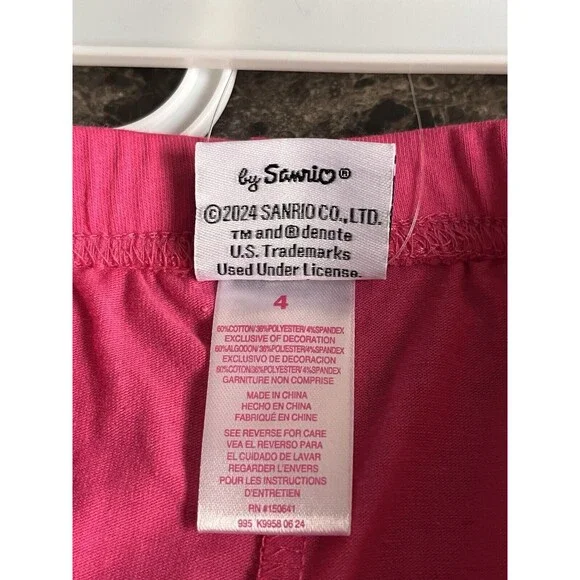 by Sanrio®
©2024 SANRIO CO., LTD.
TM and ® denote
U.S. Trademarks
Used Under License.
4
60%COTTON/36%POLYESTER/4%SPANDEX
EXCLUSIVE OF DECORATION
60%ALGODON/36%POLYESTER/4%SPANDEX
EXCLUSIVO DE DECORACION
60%COTON/36%POLYESTER/4%SPANDEX
GARNITURE NON COMPRISE
MADE IN CHINA
HECHO EN CHINA
FABRIQUÉ EN CHINE
SEE REVERSE FOR CARE
VEA EL REVERSO PARA
EL CUIDADO DE LAVAR
REGARDER L'ENVERS
POUR LES INSTRUCTIONS
D'ENTRETIEN
RN #150641
995 K9958 06 24